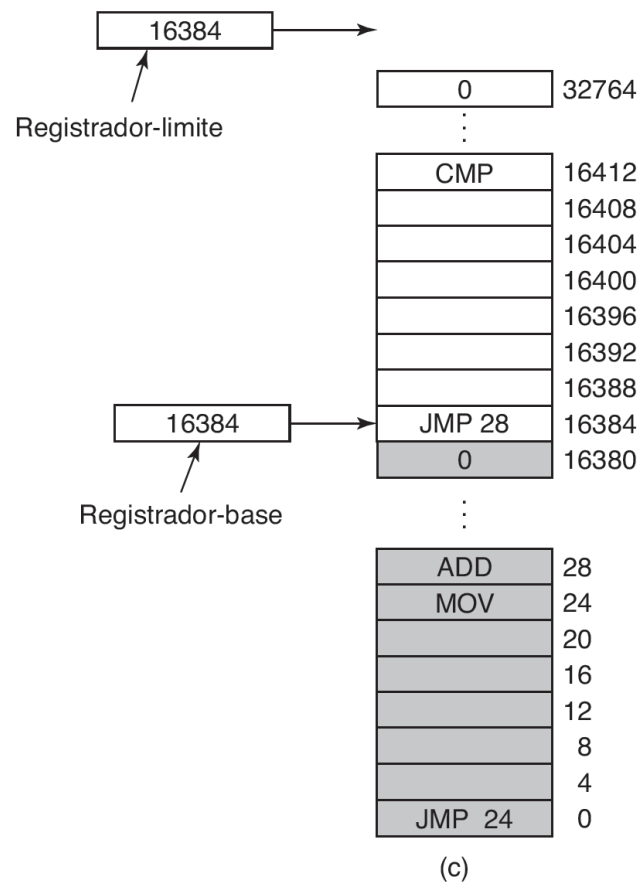 16384
Registrador-limite
0 32764
CMP 16412
16408
16404
16400
16396
16392
16388
16384
JMP 28 16384
0 16380
Registrador-base
ADD 28
MOV 24
20
16
12
8
4
JMP 24 0
(c)